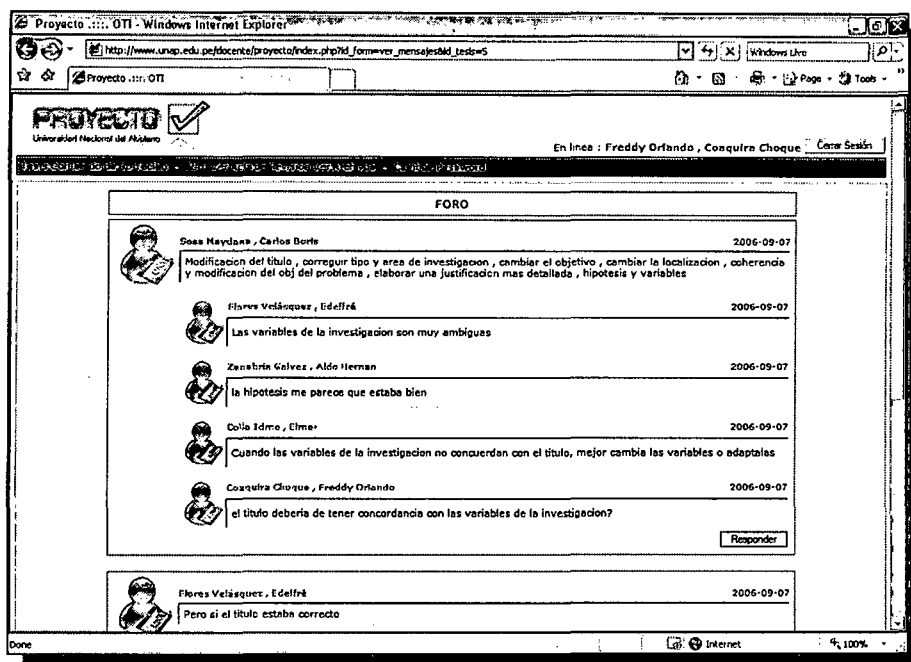 Proyecto .:::. OTI - Windows Internet Explorer
http://www.unap.edu.pe/docente/proyecto/index.php?id_form=ver_mensajes&id_tesis=5
Windows Live
Proyecto .:::. OTI
Page
Tools
PROYECTO
Universidad Nacional del Altiplano
En linea : Freddy Orlando , Coaquira Choque
Cerrar Sesión
FORO
Sosa Maydana , Carlos Boris
2006-09-07
Modificacion del titulo , correguir tipo y area de investigacion , cambiar el objetivo , cambiar la localizacion , coherencia
y modificacion del obj del problema , elaborar una justificacion mas detallada , hipotesis y variables
Flores Velásquez , Edelfré
2006-09-07
Las variables de la investigacion son muy ambiguas
Zanabria Galvez , Aldo Hernan
2006-09-07
la hipotesis me parece que estaba bien
2006-09-07
Cuando las variables de la investigacion no concuerdan con el titulo, mejor cambia las variables o adaptalas
Coaquira Choque , Freddy Orlando
2006-09-07
el titulo deberia de tener concordancia con las variables de la investigacion?
Responder
Flores Velásquez , Edelfré
2006-09-07
Pero si el titulo estaba correcto
Done
Internet
100%